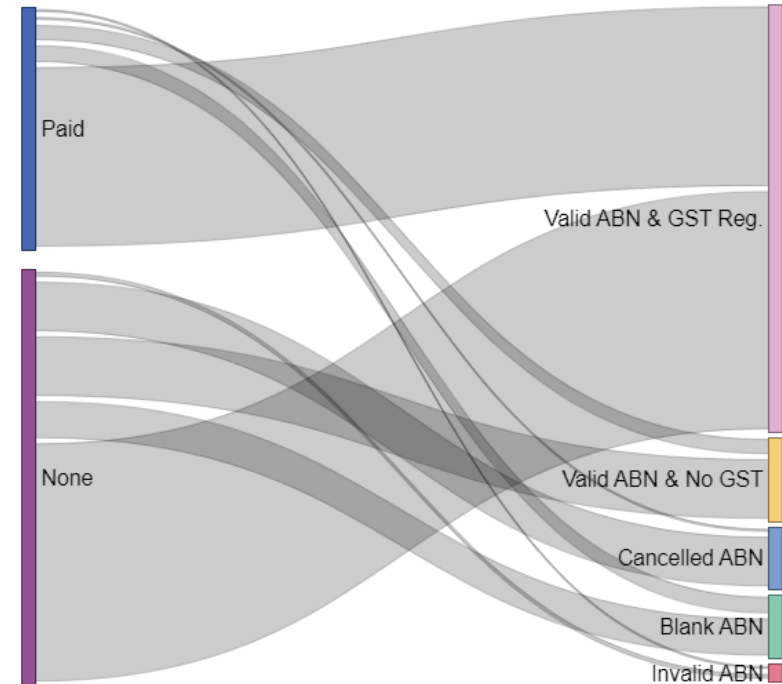 Paid
Valid ABN & GST Reg.
None
Valid ABN & No GST
Cancelled ABN
Blank ABN
Invalid ABN